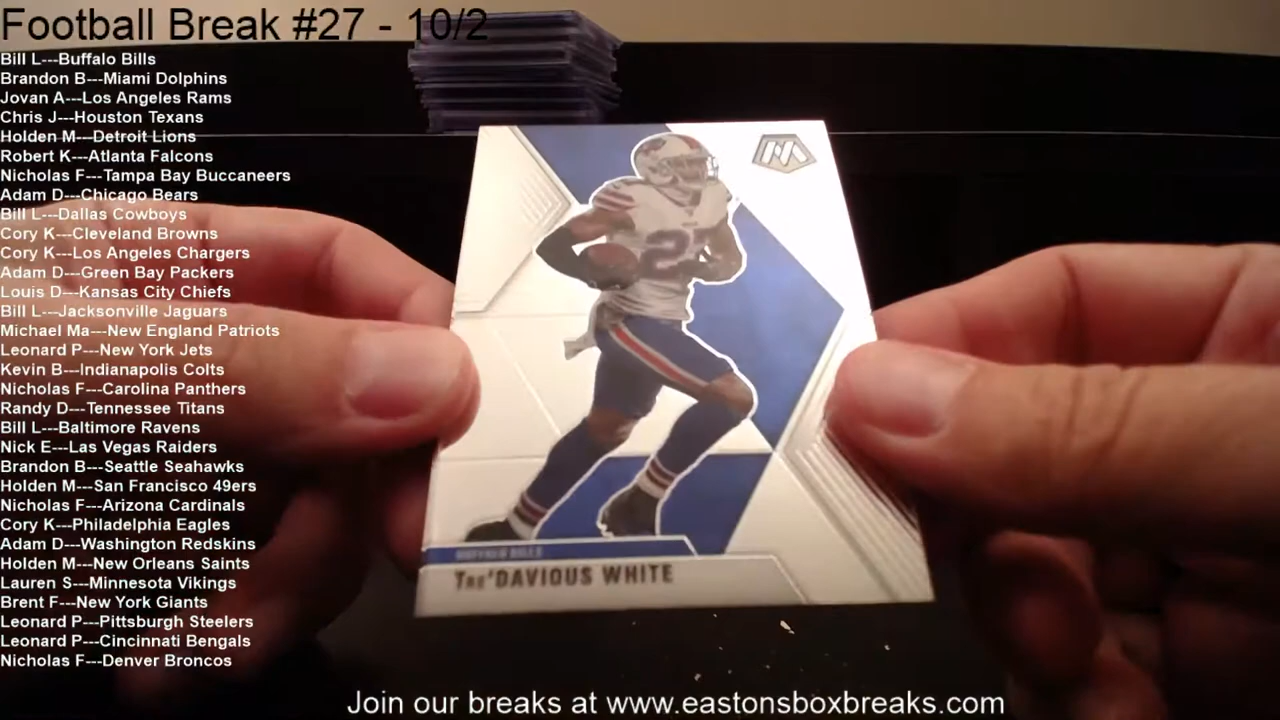 Football Break #27 - 10/2
Bill L---Buffalo Bills
Brandon B---Miami Dolphins
Jovan A---Los Angeles Rams
Chris J---Houston Texans
Holden M---Detroit Lions
Robert K---Atlanta Falcons
Nicholas F---Tampa Bay Buccaneers
Adam D---Chicago Bears
Bill L---Dallas Cowboys
Cory K---Cleveland Browns
Cory K---Los Angeles Chargers
Adam D---Green Bay Packers
Louis D---Kansas City Chiefs
Bill L---Jacksonville Jaguars
Michael Ma---New England Patriots
Leonard P---New York Jets
Kevin B---Indianapolis Colts
Nicholas F---Carolina Panthers
Randy D---Tennessee Titans
Bill L---Baltimore Ravens
Nick E---Las Vegas Raiders
Brandon B---Seattle Seahawks
Holden M---San Francisco 49ers
Nicholas F---Arizona Cardinals
Cory K---Philadelphia Eagles
Adam D---Washington Redskins
Holden M---New Orleans Saints
Lauren S---Minnesota Vikings
Brent F---New York Giants
Leonard P---Pittsburgh Steelers
Leonard P---Cincinnati Bengals
Nicholas F---Denver Broncos
M
27
BUFFALO BILLS
TRE'DAVIOUS WHITE
Join our breaks at www.eastonsboxbreaks.com